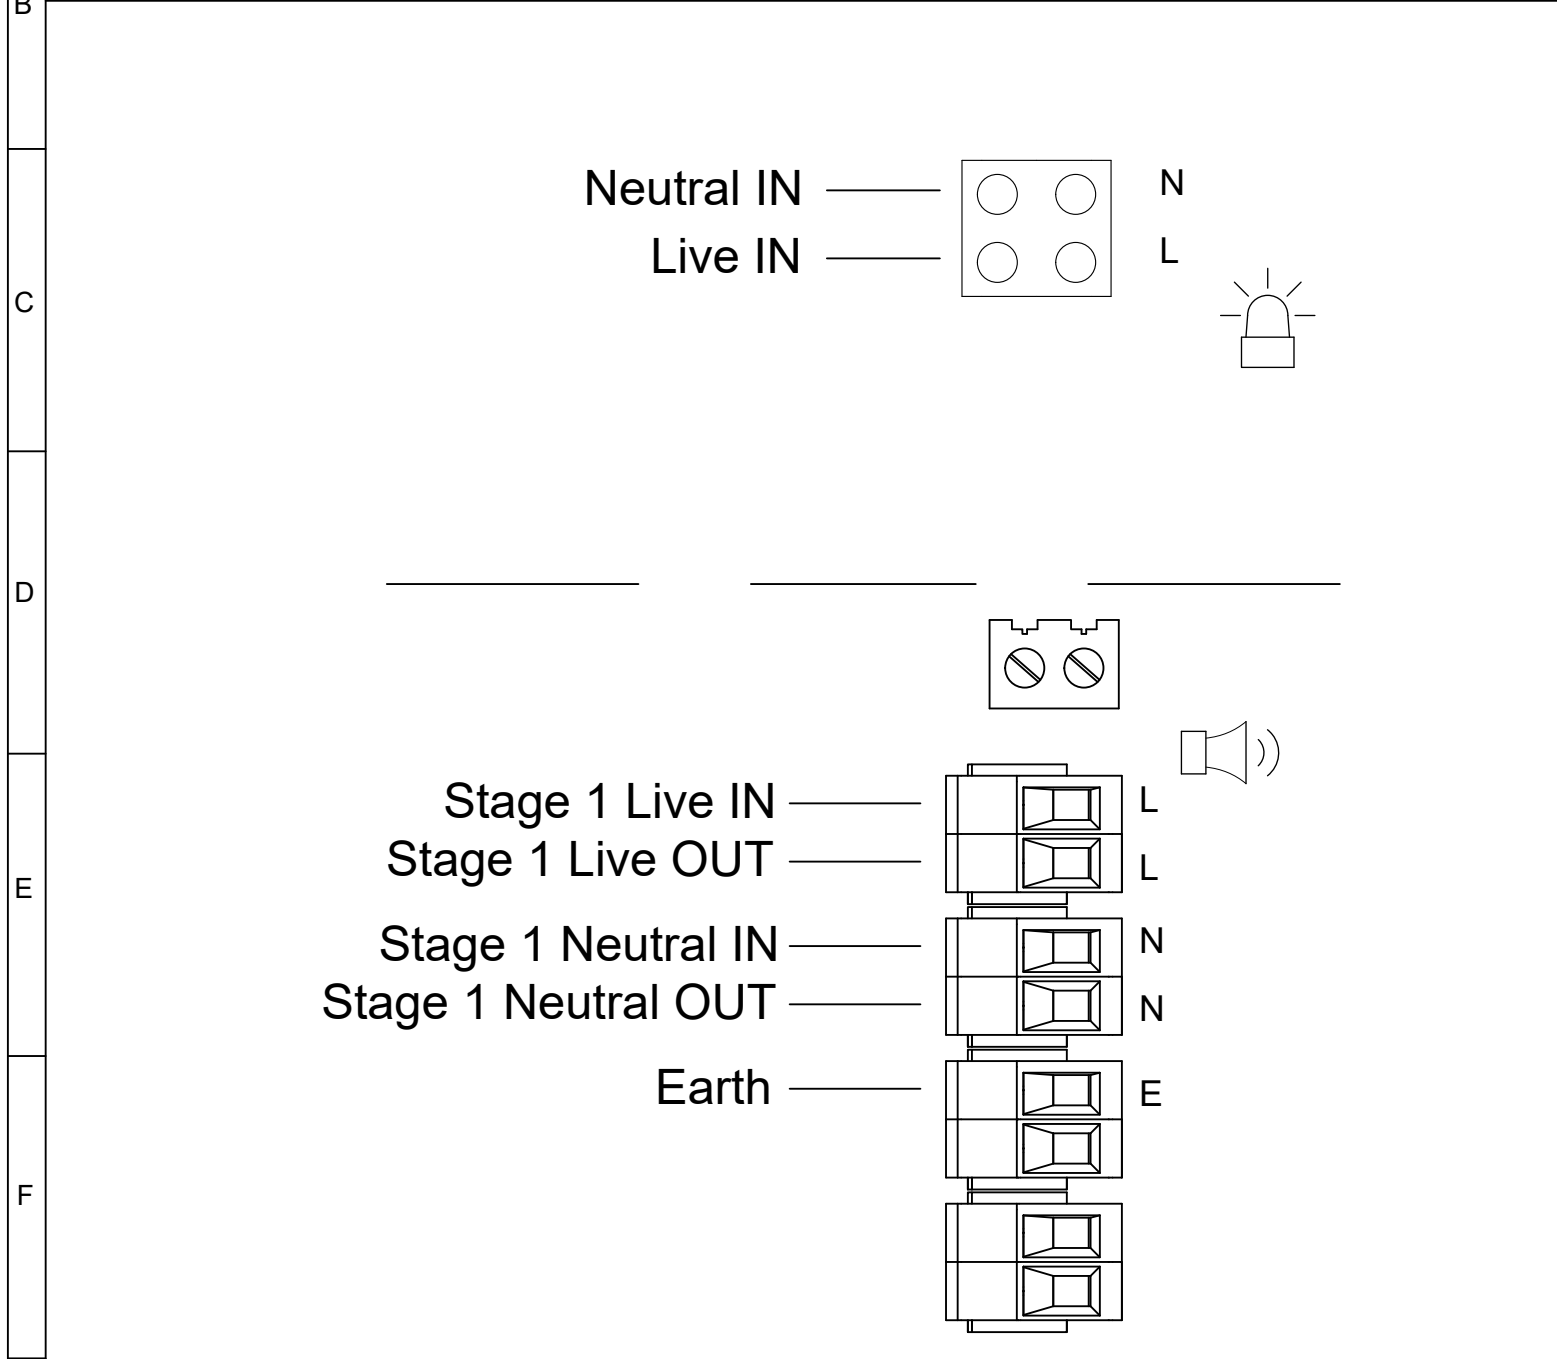 B
Neutral IN N
Live IN L
C
D
Stage 1 Live IN L
Stage 1 Live OUT L
E
Stage 1 Neutral IN N
Stage 1 Neutral OUT N
Earth E
F